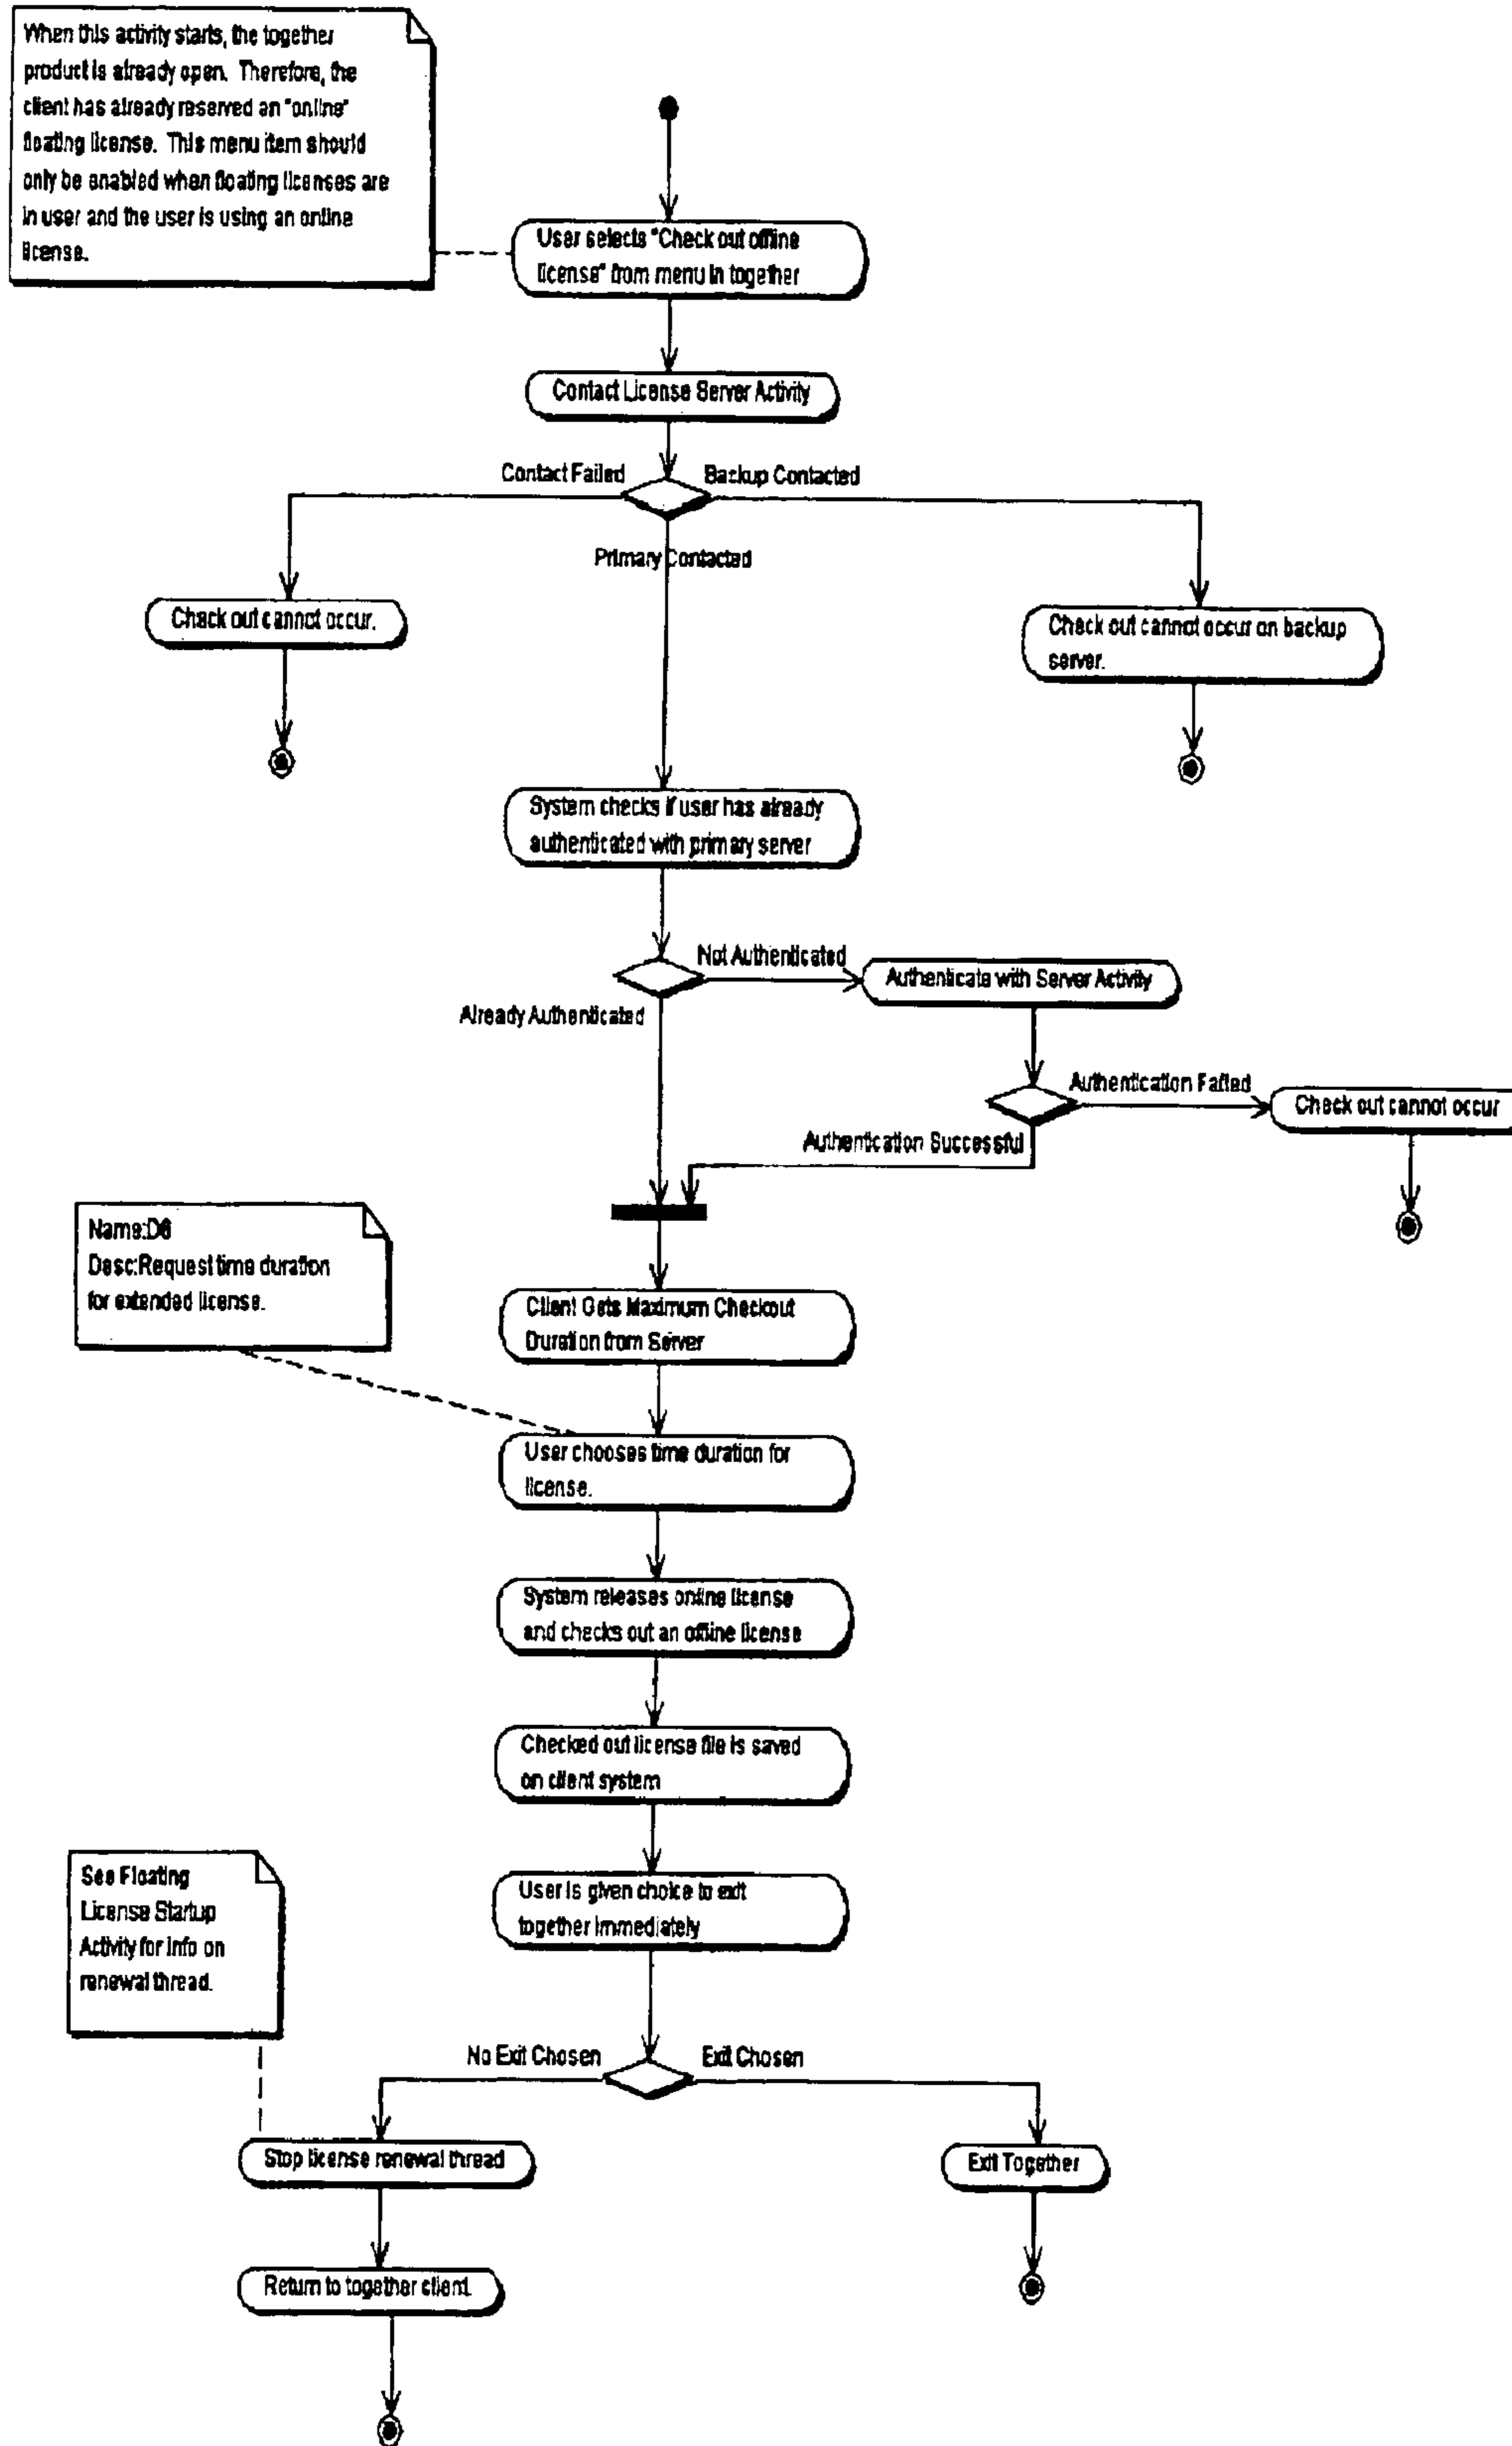 When this activity starts, the together
product is already open. Therefore, the
client has already reserved an "online"
floating license. This menu item should
only be enabled when floating licenses are
in user and the user is using an online
license.
User selects "Check out offline
license" from menu in together
Contact License Server Activity
Contact Failed
Backup Contacted
Primary Contacted
Check out cannot occur.
Check out cannot occur on backup
server.
System checks if user has already
authenticated with primary server
Not Authenticated
Authenticate with Server Activity
Already Authenticated
Authentication Failed
Check out cannot occur
Authentication Successful
Name:D6
Desc:Request time duration
for extended license.
Client Gets Maximum Checkout
Duration from Server
User chooses time duration for
license.
System releases online license
and checks out an offline license
Checked out license file is saved
on client system
See Floating
License Startup
Activity for info on
renewal thread.
User is given choice to exit
together immediately
No Exit Chosen
Exit Chosen
Stop license renewal thread
Exit Together
Return to together client.